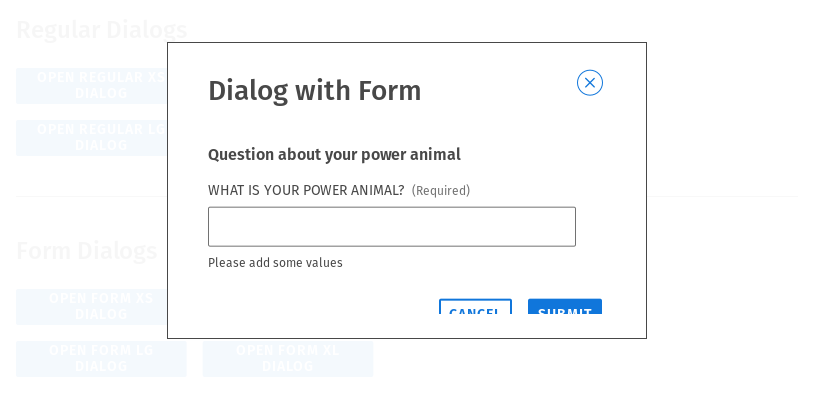 Regular Dialogs
OPEN REGULAR XS
DIALOG
OPEN REGULAR LG
DIALOG
Form Dialogs
OPEN FORM XS
DIALOG
OPEN FORM LG
DIALOG
OPEN FORM XL
DIALOG
Dialog with Form
Question about your power animal
WHAT IS YOUR POWER ANIMAL? (Required)
Please add some values
CANCEL
SUBMIT